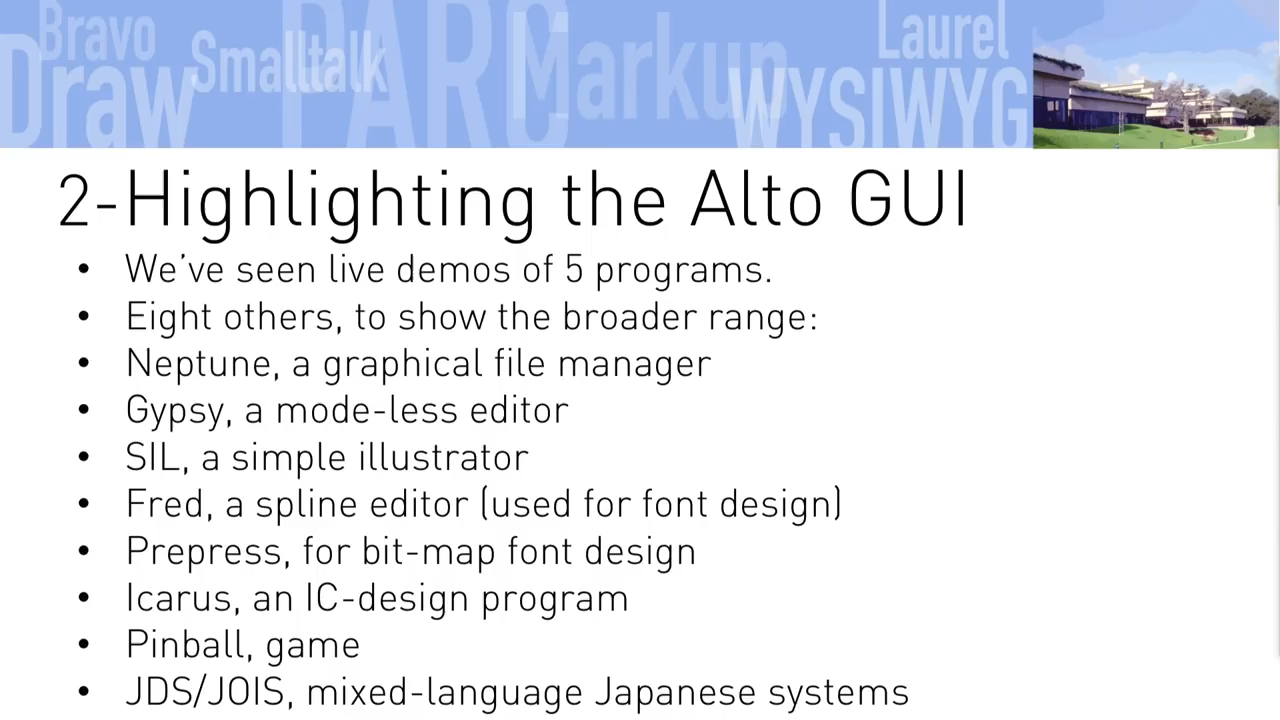 Bravo
Draw
Smalltalk
PARC
Markup
Laurel
WYSIWYG
2-Highlighting the Alto GUI
• We've seen live demos of 5 programs.
• Eight others, to show the broader range:
• Neptune, a graphical file manager
• Gypsy, a mode-less editor
• SIL, a simple illustrator
• Fred, a spline editor (used for font design)
• Prepress, for bit-map font design
• Icarus, an IC-design program
• Pinball, game
• JDS/JOIS, mixed-language Japanese systems